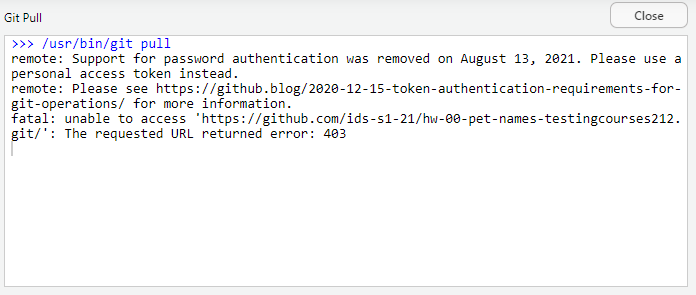 Git Pull
Close
>>> /usr/bin/git pull
remote: Support for password authentication was removed on August 13, 2021. Please use a
personal access token instead.
remote: Please see https://github.blog/2020-12-15-token-authentication-requirements-for-
git-operations/ for more information.
fatal: unable to access 'https://github.com/ids-s1-21/hw-00-pet-names-testingcourses212.
git/': The requested URL returned error: 403